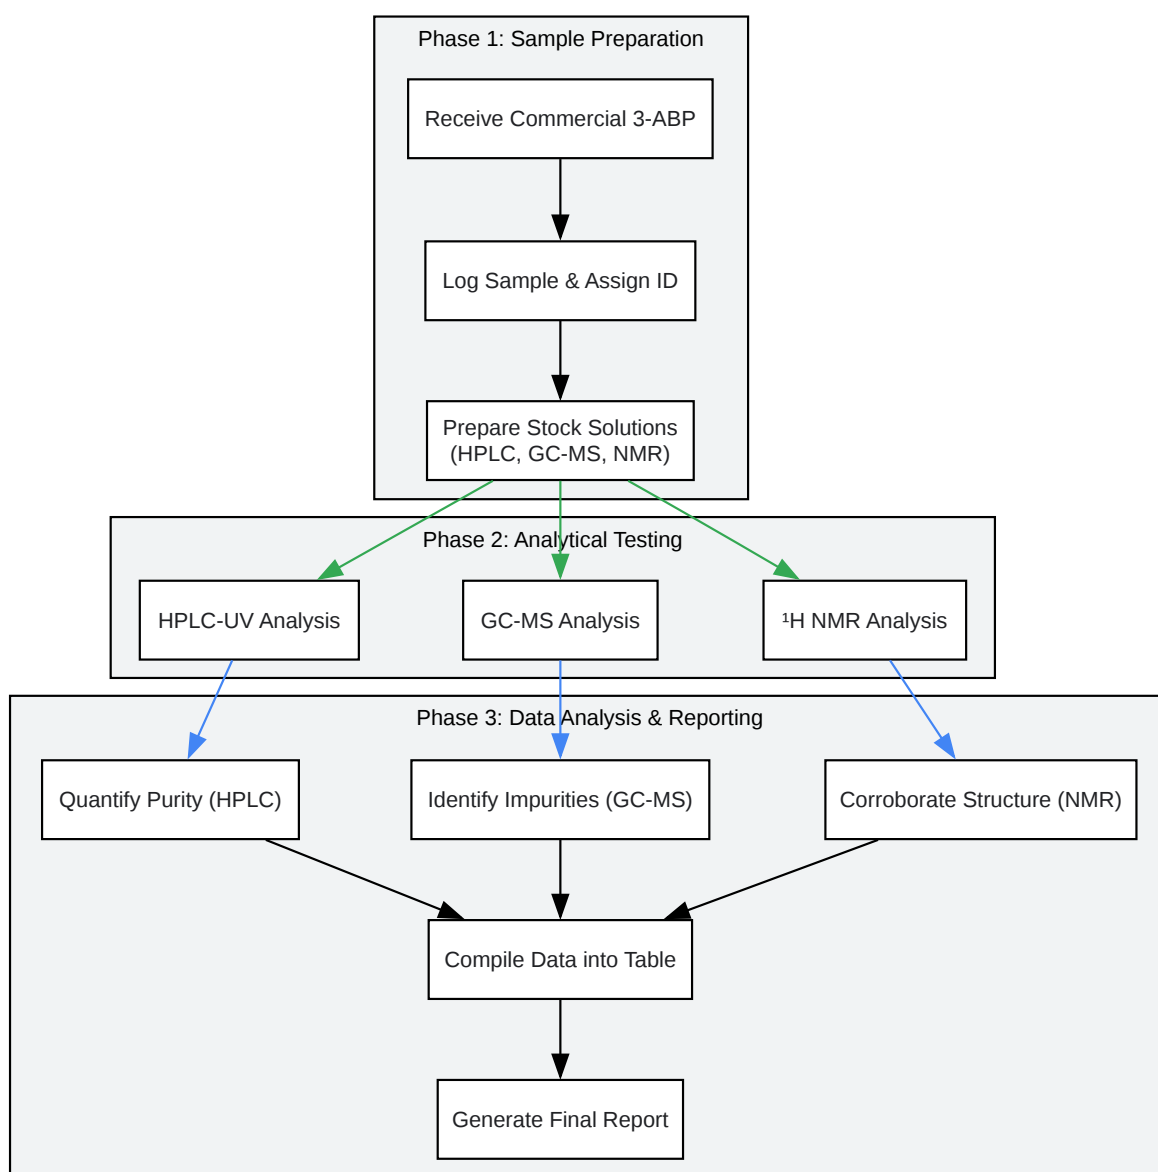 Phase 1: Sample Preparation
Receive Commercial 3-ABP
Log Sample & Assign ID
Prepare Stock Solutions
(HPLC, GC-MS, NMR)
Phase 2: Analytical Testing
HPLC-UV Analysis
GC-MS Analysis
¹H NMR Analysis
Phase 3: Data Analysis & Reporting
Quantify Purity (HPLC)
Identify Impurities (GC-MS)
Corroborate Structure (NMR)
Compile Data into Table
Generate Final Report